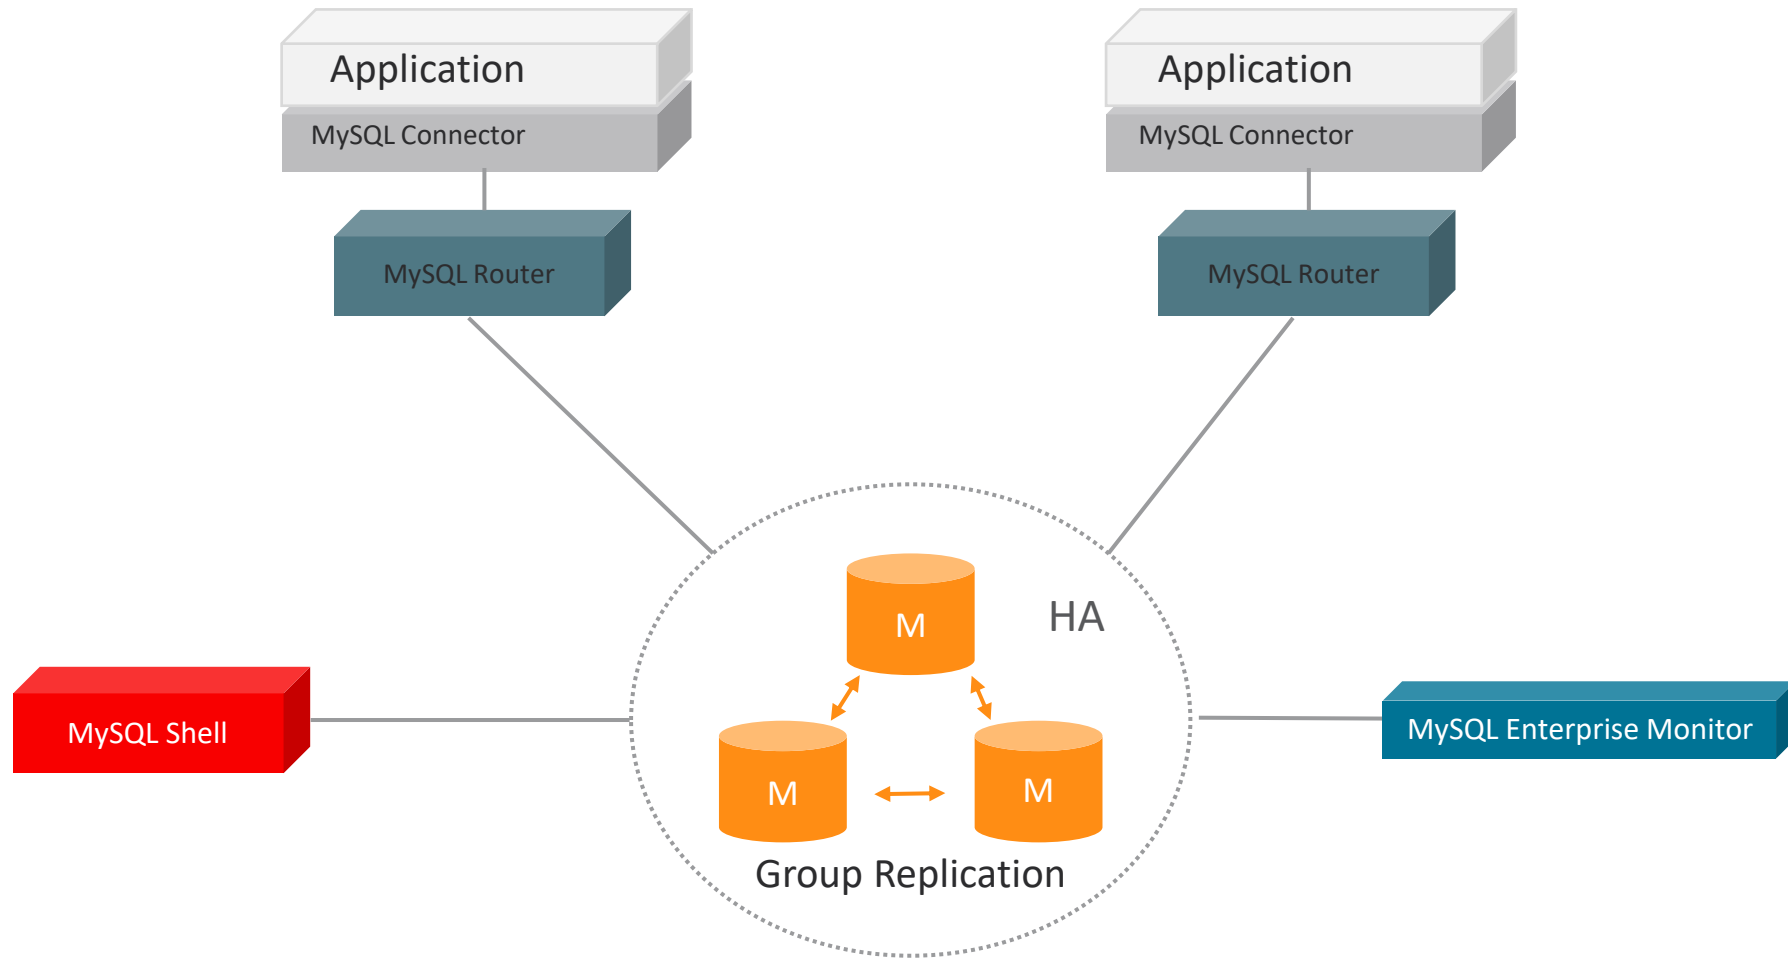 Application
MySQL Connector
MySQL Router
Application
MySQL Connector
MySQL Router
HA
M
M
M
Group Replication
MySQL Shell
MySQL Enterprise Monitor